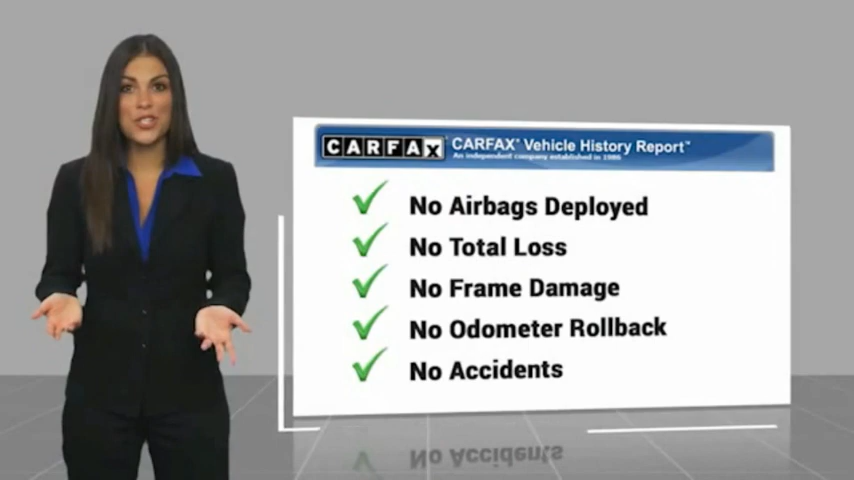 CARFAX
CARFAX™ Vehicle History Report™
An independent company established in 1986
No Airbags Deployed
No Total Loss
No Frame Damage
No Odometer Rollback
No Accidents
No Accidents